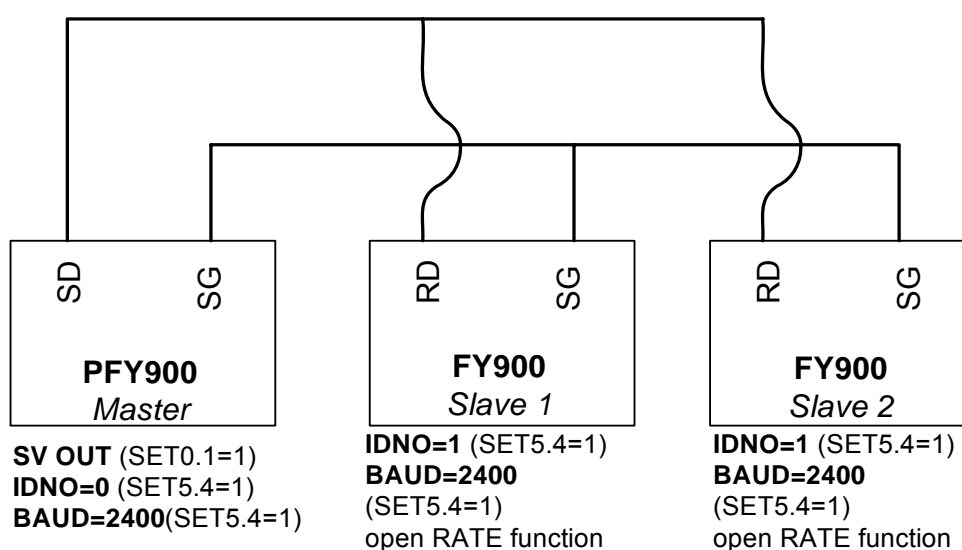 SD
SG
PFY900
Master
SV OUT (SET0.1=1)
IDNO=0 (SET5.4=1)
BAUD=2400(SET5.4=1)
RD
SG
FY900
Slave 1
IDNO=1 (SET5.4=1)
BAUD=2400
(SET5.4=1)
open RATE function
RD
SG
FY900
Slave 2
IDNO=1 (SET5.4=1)
BAUD=2400
(SET5.4=1)
open RATE function